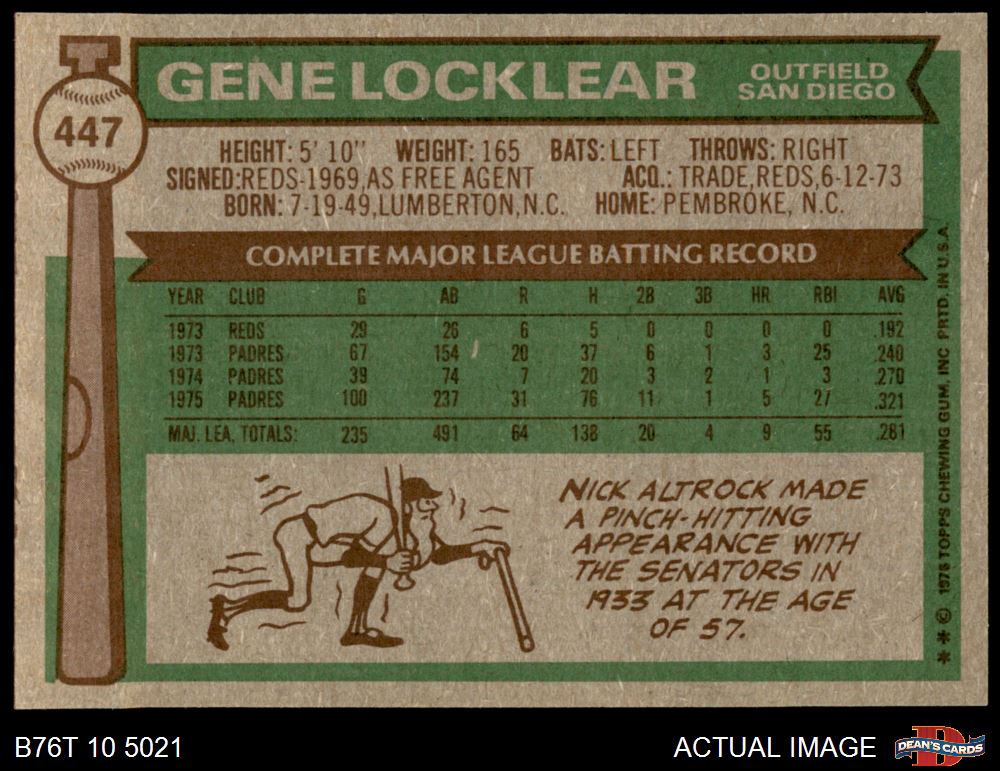 447
GENE LOCKLEAR
OUTFIELD
SAN DIEGO
HEIGHT: 5' 10" WEIGHT: 165 BATS: LEFT THROWS: RIGHT
SIGNED: REDS-1969, AS FREE AGENT ACQ.: TRADE, REDS, 6-12-73
BORN: 7-19-49, LUMBERTON, N.C. HOME: PEMBROKE, N.C.
COMPLETE MAJOR LEAGUE BATTING RECORD
YEAR CLUB G AB R H 2B 3B HR RBI AVG
1973 REDS 29 26 6 5 0 0 0 0 .192
1973 PADRES 67 154 20 37 6 1 3 25 .240
1974 PADRES 39 74 7 20 3 2 1 3 .270
1975 PADRES 100 237 31 76 11 1 5 27 .321
MAJ. LEA. TOTALS: 235 491 64 138 20 4 9 55 .281
NICK ALTROCK MADE
A PINCH-HITTING
APPEARANCE WITH
THE SENATORS IN
1933 AT THE AGE
OF 57.
* * © 1976 TOPPS CHEWING GUM, INC PRTD. IN U.S.A.
B76T 10 5021
ACTUAL IMAGE
DEAN'S CARDS